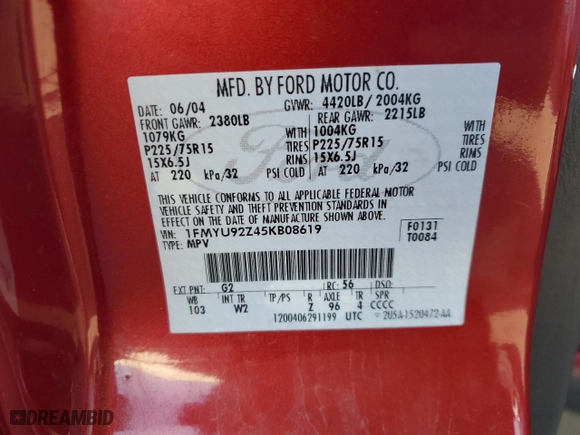 MFD. BY FORD MOTOR CO.
DATE: 06/04 GVWR: 4420LB/ 2004KG
FRONT GAWR: 2380LB REAR GAWR: 2215LB
1079KG WITH 1004KG WITH
P225/75R15 TIRES P225/75R15 TIRES
15X6.5J RIMS 15X6.5J RIMS
AT 220 kPa/32 PSI COLD AT 220 kPa/32 PSI COLD
THIS VEHICLE CONFORMS TO ALL APPLICABLE FEDERAL MOTOR
VEHICLE SAFETY AND THEFT PREVENTION STANDARDS IN
EFFECT ON THE DATE OF MANUFACTURE SHOWN ABOVE.
VIN: 1FMYU92Z45KB08619 F0131
TYPE: MPV T0084
EXT PNT: G2 RC: 56 DSO:
WB INT TR TP/PS R AXLE TR SPR
103 W2 Z 96 4 CCCC
1200406291199 UTC 2U5A-1520472-AA
Ford
DREAMBID